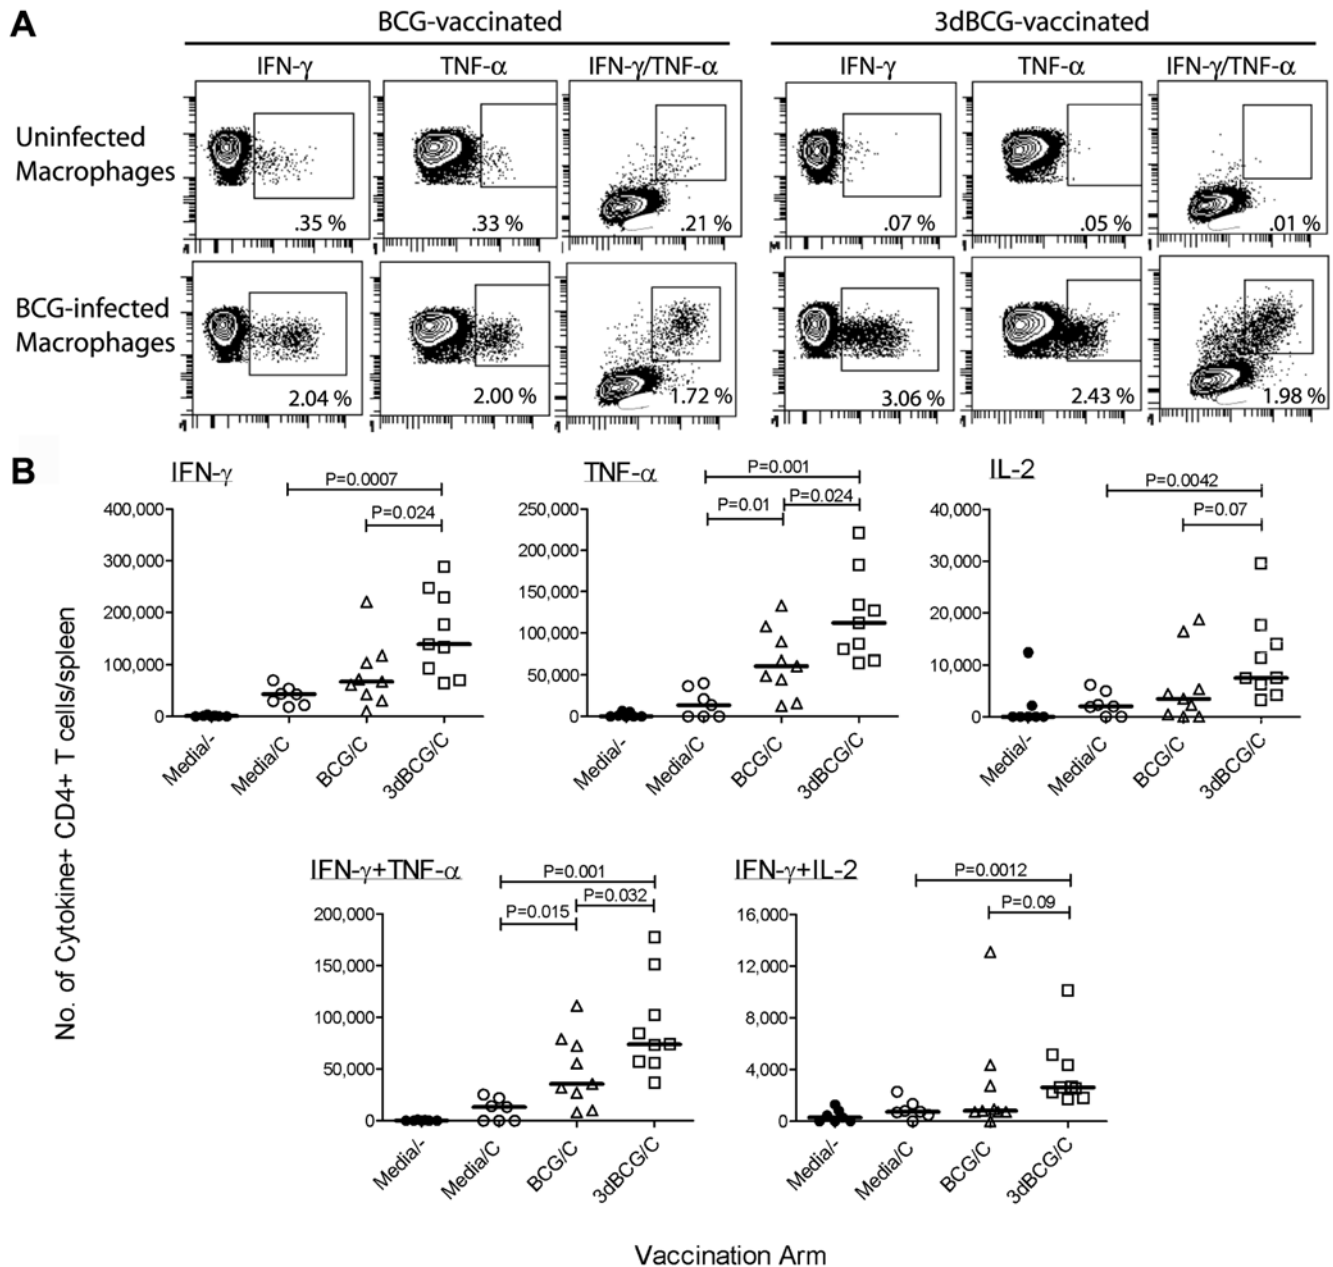 A
BCG-vaccinated
3dBCG-vaccinated
IFN-γ
TNF-α
IFN-γ/TNF-α
IFN-γ
TNF-α
IFN-γ/TNF-α
Uninfected
Macrophages
.35 %
.33 %
.21 %
.07 %
.05 %
.01 %
BCG-infected
Macrophages
2.04 %
2.00 %
1.72 %
3.06 %
2.43 %
1.98 %
B
No. of Cytokine+ CD4+ T cells/spleen
IFN-γ
P=0.0007
P=0.024
400,000
300,000
200,000
100,000
0
Media/-
Media/C
BCG/C
3dBCG/C
TNF-α
P=0.001
P=0.01
P=0.024
250,000
200,000
150,000
100,000
50,000
0
Media/-
Media/C
BCG/C
3dBCG/C
IL-2
P=0.0042
P=0.07
40,000
30,000
20,000
10,000
0
Media/-
Media/C
BCG/C
3dBCG/C
IFN-γ+TNF-α
P=0.001
P=0.015
P=0.032
200,000
150,000
100,000
50,000
0
Media/-
Media/C
BCG/C
3dBCG/C
IFN-γ+IL-2
P=0.0012
P=0.09
16,000
12,000
8,000
4,000
0
Media/-
Media/C
BCG/C
3dBCG/C
Vaccination Arm